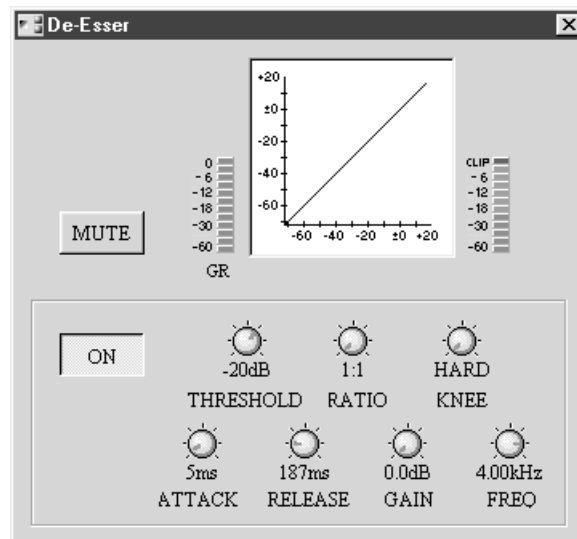 De-Esser
+20
±0
-20
-40
-60
-60 -40 -20 ±0 +20
0
-6
-12
-18
-30
-60
GR
CLIP
-6
-12
-18
-30
-60
MUTE
ON
-20dB 1:1 HARD
THRESHOLD RATIO KNEE
5ms 187ms 0.0dB 4.00kHz
ATTACK RELEASE GAIN FREQ